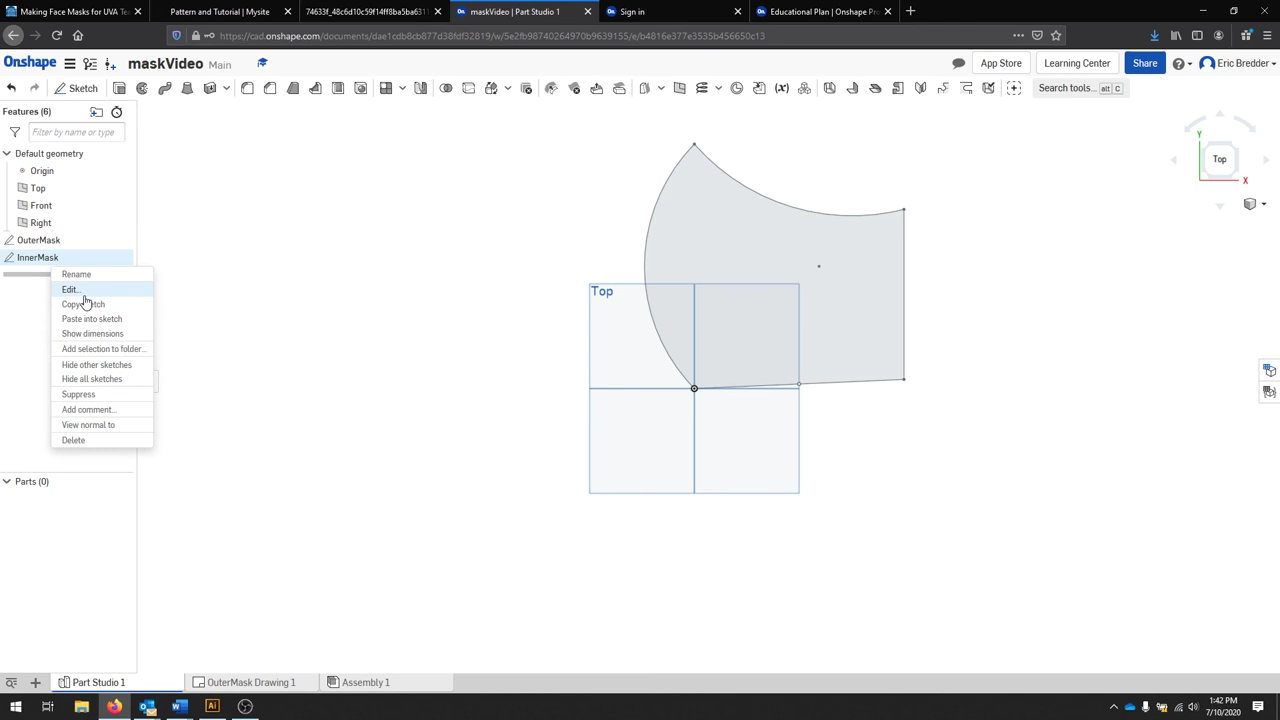 Making Face Masks for UVA Te
Pattern and Tutorial | Mysite
74633f_48c6d10c59f14ff8ba5ba6311
maskVideo | Part Studio 1
Sign in
Educational Plan | Onshape Pr
https://cad.onshape.com/documents/dae1cdb8cb877d38fdf32819/w/5e2fb98740264970b9639155/e/b4816e377e3535b456650c13
Onshape
maskVideo Main
App Store
Learning Center
Share
Eric Bredder
Sketch
Search tools... alt C
Features (6)
Filter by name or type
Default geometry
Origin
Top
Front
Right
OuterMask
InnerMask
Rename
Edit...
Copy sketch
Paste into sketch
Show dimensions
Add selection to folder...
Hide other sketches
Hide all sketches
Suppress
Add comment...
View normal to
Delete
Parts (0)
Top
Y
Top
X
Part Studio 1
OuterMask Drawing 1
Assembly 1
1:42 PM
7/10/2020